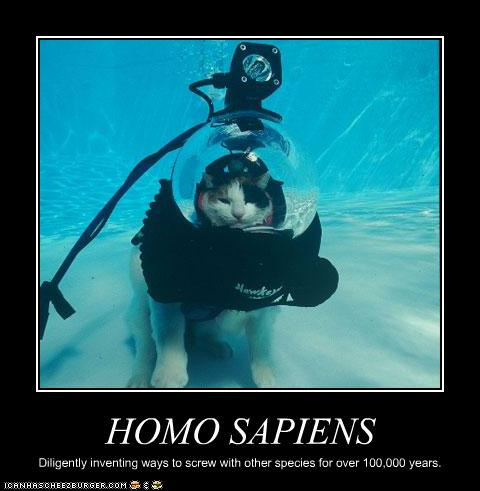 HOMO SAPIENS
Diligently inventing ways to screw with other species for over 100,000 years.
ICANHASCHEEZBURGER.COM